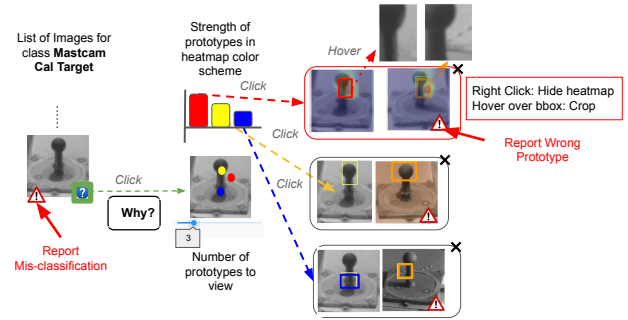 List of Images for
class Mastcam
Cal Target
Strength of
prototypes in
heatmap color
scheme
Hover
Click
Right Click: Hide heatmap
Hover over bbox: Crop
Click
Report Wrong
Prototype
Click
Click
?
Why?
3
Report
Mis-classification
Number of
prototypes to
view